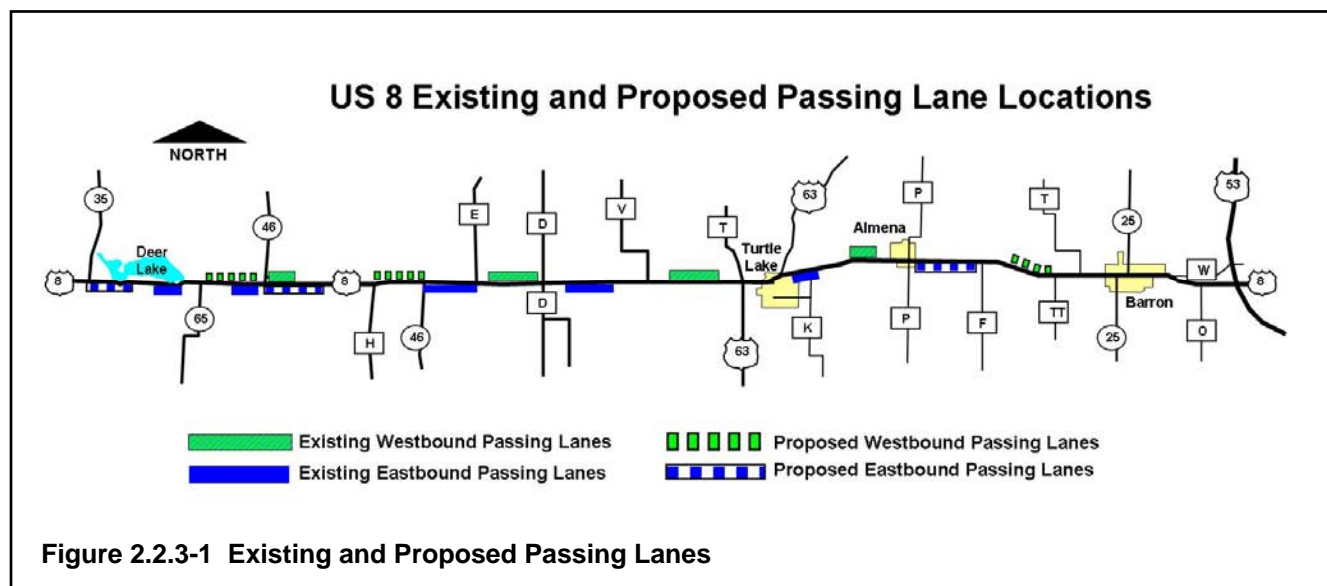 US 8 Existing and Proposed Passing Lane Locations
NORTH
35
46
E
D
V
T
63
P
T
25
53
Deer
Lake
Turtle
Lake
Almena
Barron
8
8
W
8
65
H
46
D
63
K
P
F
TT
25
O
Existing Westbound Passing Lanes
Proposed Westbound Passing Lanes
Existing Eastbound Passing Lanes
Proposed Eastbound Passing Lanes
Figure 2.2.3-1 Existing and Proposed Passing Lanes